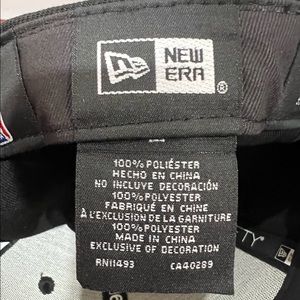 NEW
ERA®
100% POLIÉSTER
HECHO EN CHINA
NO INCLUYE DECORACIÓN
100% POLYESTER
FABRIQUÉ EN CHINE
À L'EXCLUSION DE LA GARNITURE
100% POLYESTER
MADE IN CHINA
EXCLUSIVE OF DECORATION
RN11493 CA40289
TY